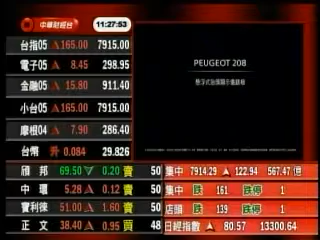 中華財經台 11:27:53
台指05 ▲165.00 7915.00
電子05 ▲ 8.45 298.95
金融05 ▲ 15.80 911.40
小台05 ▲165.00 7915.00
摩根04 ▲ 7.90 286.40
台幣 升 0.084 29.826
PEUGEOT 208
頎邦 69.50▽ 0.20 賣 50
中環 5.28△ 0.12 賣 50
寶利徠 51.00△ 1.60 賣 50
正文 38.40△ 0.95 買 48
集中 7914.29 ▲ 122.94 567.47億
集中 跌 161 跌停 1
店頭 跌 139 跌停 1
日經指數 ▲ 80.57 13300.64